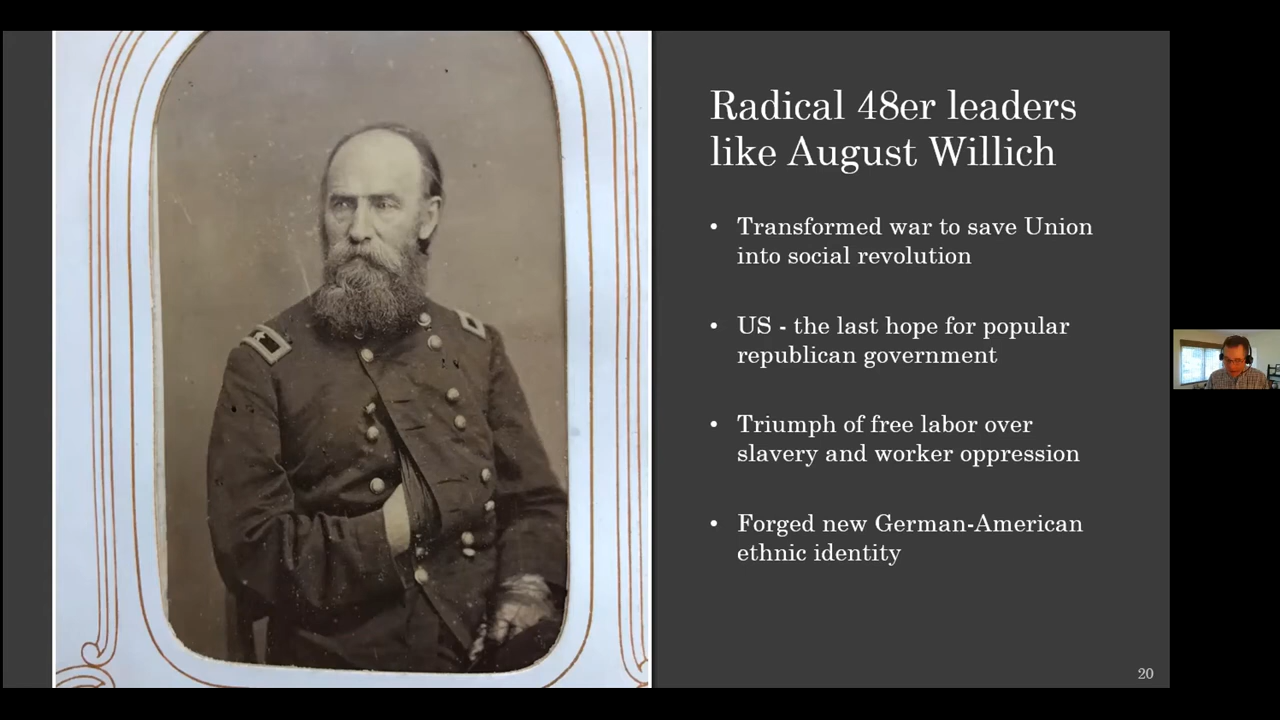 Radical 48er leaders
like August Willich
• Transformed war to save Union
into social revolution
• US - the last hope for popular
republican government
• Triumph of free labor over
slavery and worker oppression
• Forged new German-American
ethnic identity
20